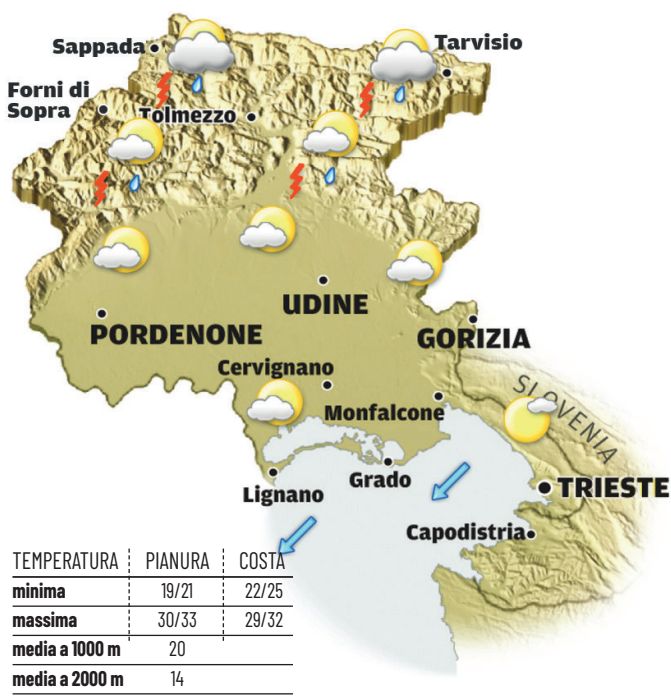 Sappada
Tarvisio
Forni di
Sopra
Tolmezzo
UDINE
PORDENONE
GORIZIA
Cervignano
SLOVENIA
Monfalcone
Grado
Lignano
TRIESTE
Capodistria
TEMPERATURA PIANURA COSTA
minima 19/21 22/25
massima 30/33 29/32
media a 1000 m 20
media a 2000 m 14